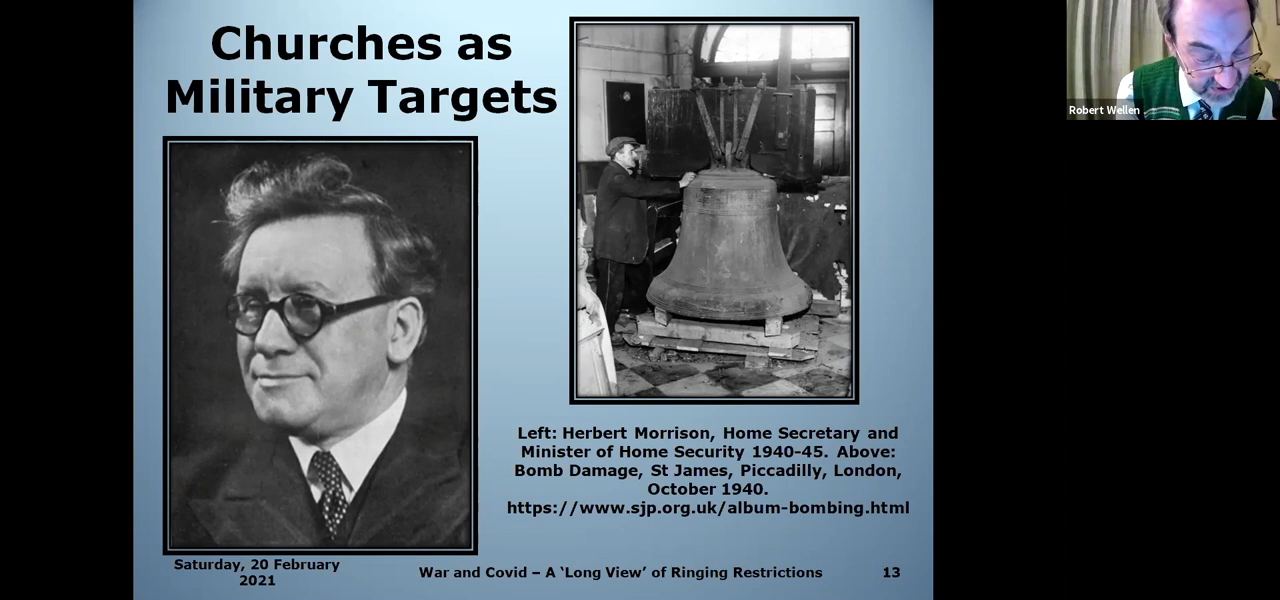 Churches as
Military Targets
Robert Wellen
Left: Herbert Morrison, Home Secretary and
Minister of Home Security 1940-45. Above:
Bomb Damage, St James, Piccadilly, London,
October 1940.
https://www.sjp.org.uk/album-bombing.html
Saturday, 20 February
2021
War and Covid – A ‘Long View’ of Ringing Restrictions
13